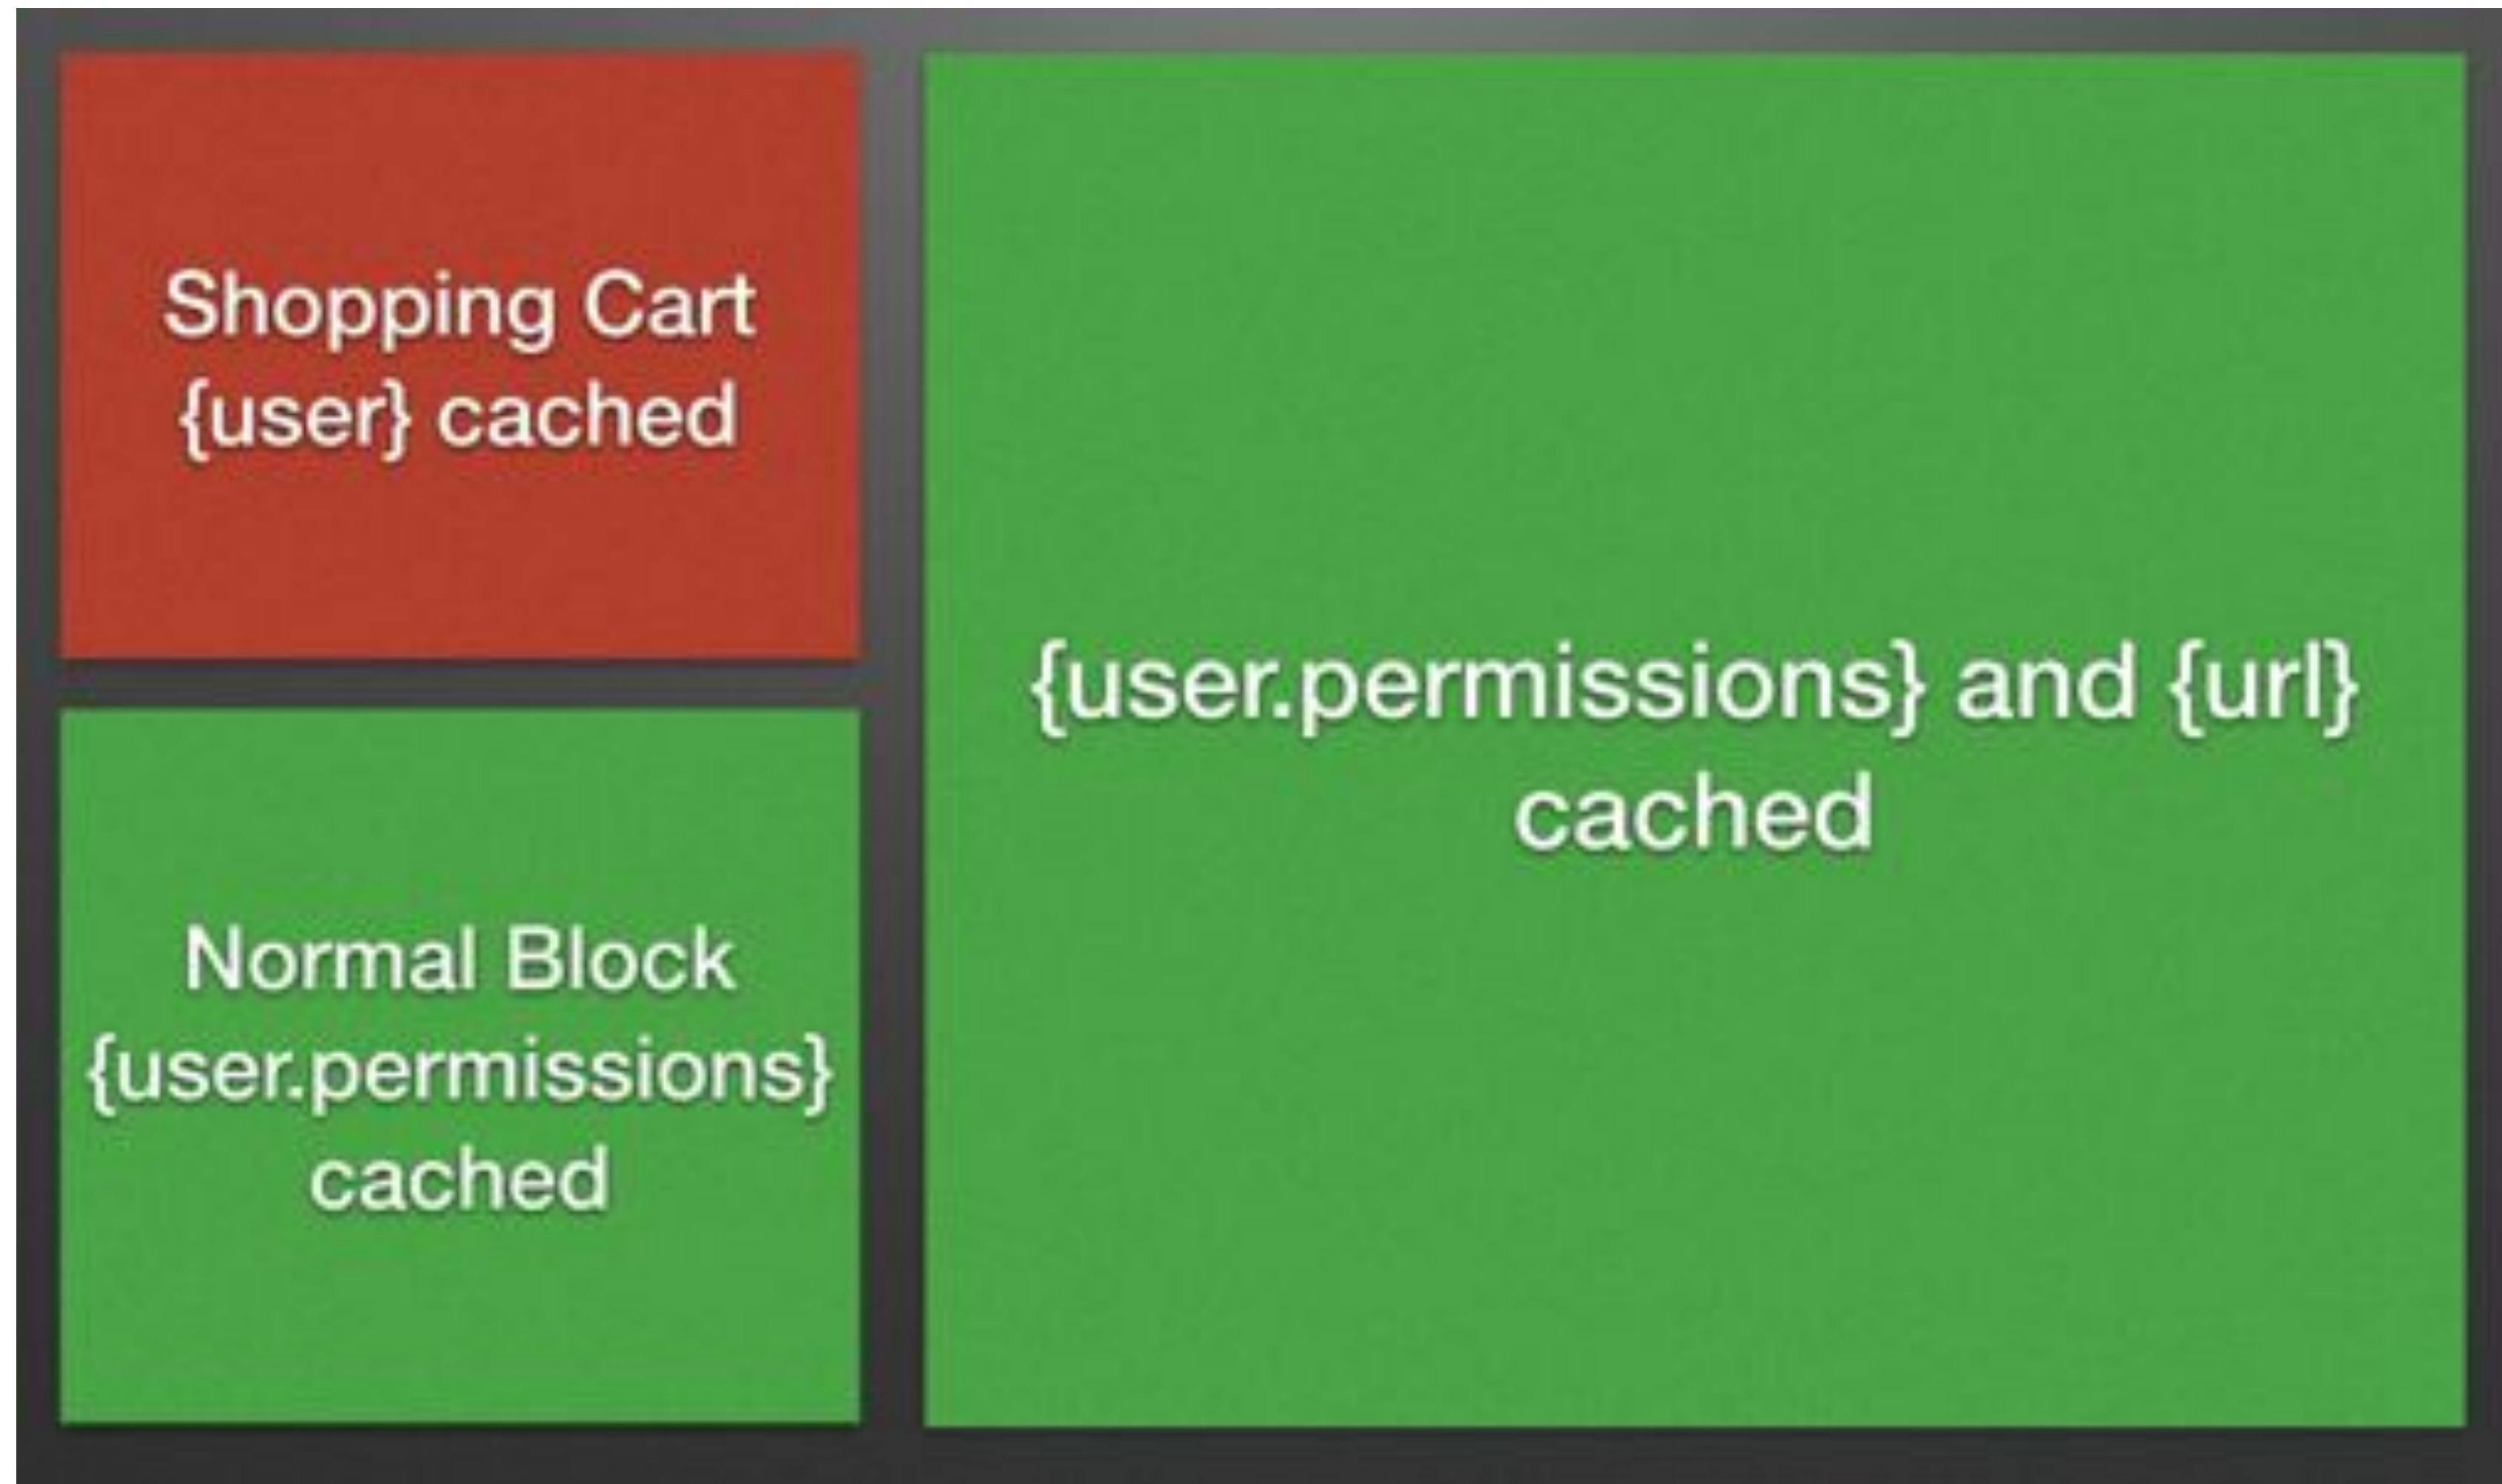 Shopping Cart
{user} cached
Normal Block
{user.permissions}
cached
{user.permissions} and {url}
cached